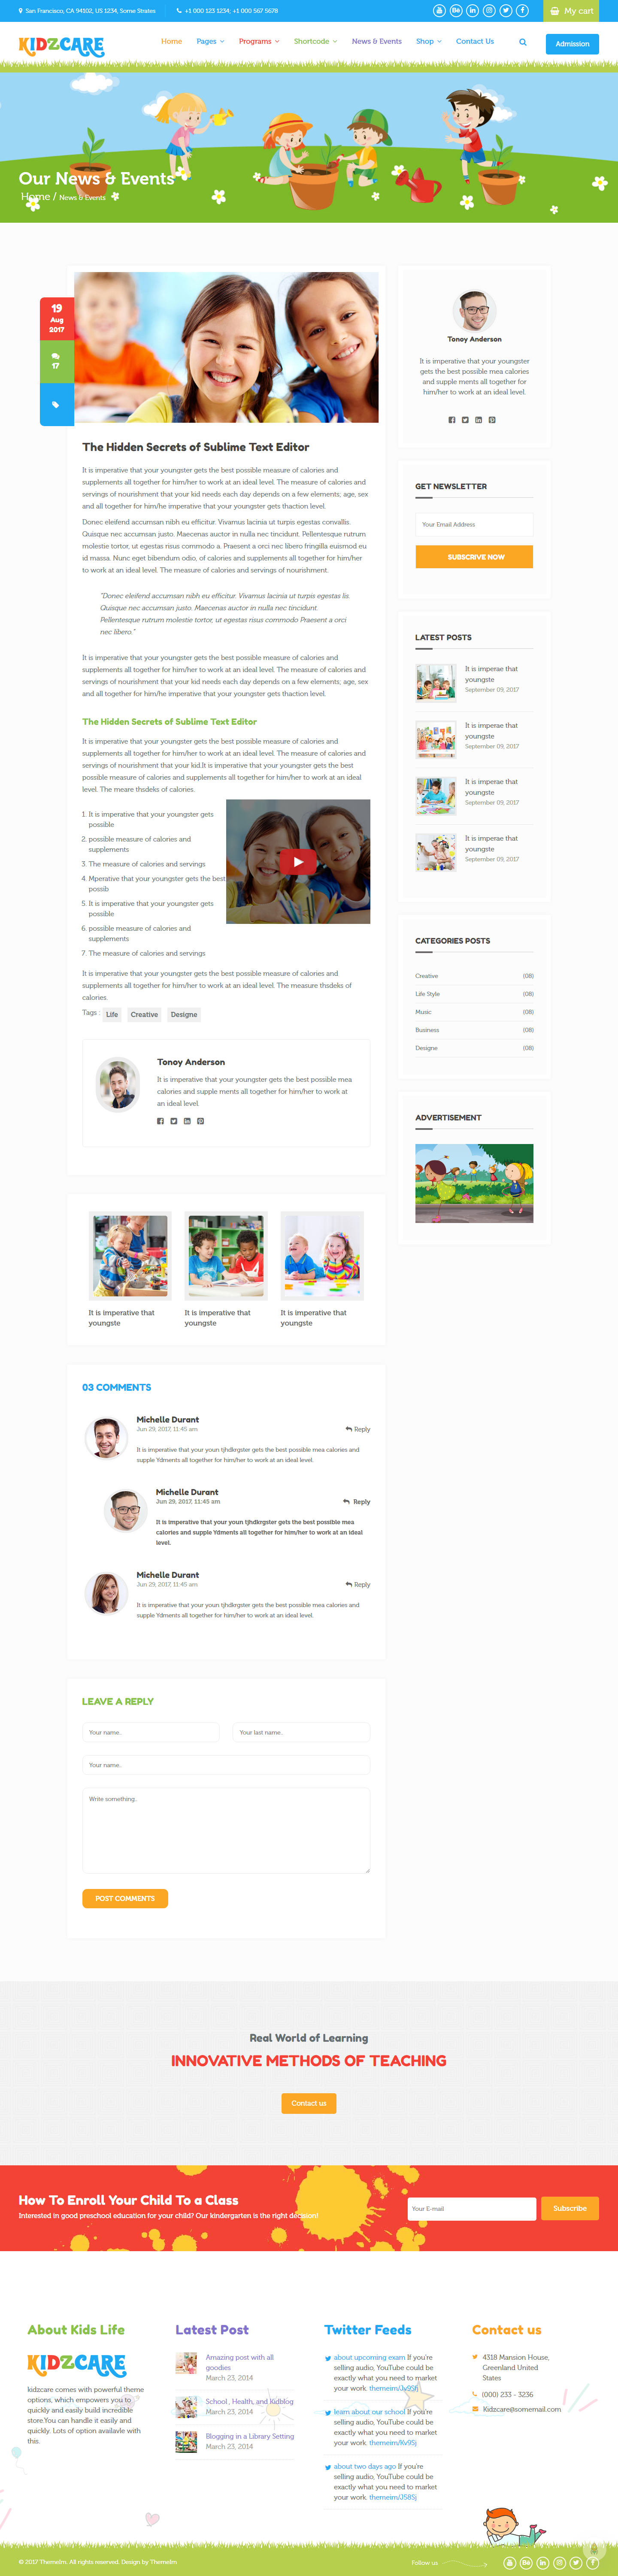 San Francisco, CA 94102, US 1234, Some Strates
+1 000 123 1234; +1 000 567 5678
My cart
KIDZCARE
Home Pages Programs Shortcode News & Events Shop Contact Us
Admission
Our News & Events
Home / News & Events
19
Aug
2017
17
The Hidden Secrets of Sublime Text Editor
It is imperative that your youngster gets the best possible measure of calories and
supplements all together for him/her to work at an ideal level. The measure of calories and
servings of nourishment that your kid needs each day depends on a few elements; age, sex
and all together for him/he imperative that your youngster gets thaction level.
Donec eleifend accumsan nibh eu efficitur. Vivamus lacinia ut turpis egestas convallis.
Quisque nec accumsan justo. Maecenas auctor in nulla nec tincidunt. Pellentesque rutrum
molestie tortor, ut egestas risus commodo a. Praesent a orci nec libero fringilla euismod eu
id massa. Nunc eget bibendum odio, of calories and supplements all together for him/her
to work at an ideal level. The measure of calories and servings of nourishment.
"Donec eleifend accumsan nibh eu efficitur. Vivamus lacinia ut turpis egestas lis.
Quisque nec accumsan justo. Maecenas auctor in nulla nec tincidunt.
Pellentesque rutrum molestie tortor, ut egestas risus commodo Praesent a orci
nec libero."
It is imperative that your youngster gets the best possible measure of calories and
supplements all together for him/her to work at an ideal level. The measure of calories and
servings of nourishment that your kid needs each day depends on a few elements; age, sex
and all together for him/he imperative that your youngster gets thaction level.
The Hidden Secrets of Sublime Text Editor
It is imperative that your youngster gets the best possible measure of calories and
supplements all together for him/her to work at an ideal level. The measure of calories and
servings of nourishment that your kid.It is imperative that your youngster gets the best
possible measure of calories and supplements all together for him/her to work at an ideal
level. The meare thsdels of calories.
1. It is imperative that your youngster gets
possible
2. possible measure of calories and
supplements
3. The measure of calories and servings
4. Mperative that your youngster gets the best
possib
5. It is imperative that your youngster gets
possible
6. possible measure of calories and
supplements
7. The measure of calories and servings
It is imperative that your youngster gets the best possible measure of calories and
supplements all together for him/her to work at an ideal level. The measure thsdels of
calories.
Tags : Life Creative Designe
Tonoy Anderson
It is imperative that your youngster gets the best possible mea
calories and supple ments all together for him/her to work at
an ideal level.
It is imperative that
youngste
It is imperative that
youngste
It is imperative that
youngste
03 COMMENTS
Michelle Durant
Jun 29, 2017, 11:45 am
Reply
It is imperative that your youn tjhdkrgster gets the best possible mea calories and
supple Ydments all together for him/her to work at an ideal level.
Michelle Durant
Jun 29, 2017, 11:45 am
Reply
It is imperative that your youn tjhdkrgster gets the best possible mea
calories and supple Ydments all together for him/her to work at an ideal
level.
Michelle Durant
Jun 29, 2017, 11:45 am
Reply
It is imperative that your youn tjhdkrgster gets the best possible mea calories and
supple Ydments all together for him/her to work at an ideal level.
LEAVE A REPLY
Your name..
Your last name..
Your name..
Write something..
POST COMMENTS
Tonoy Anderson
It is imperative that your youngster
gets the best possible mea calories
and supple ments all together for
him/her to work at an ideal level.
GET NEWSLETTER
Your Email Address
SUBSCRIVE NOW
LATEST POSTS
It is imperae that
youngste
September 09, 2017
It is imperae that
youngste
September 09, 2017
It is imperae that
youngste
September 09, 2017
It is imperae that
youngste
September 09, 2017
CATEGORIES POSTS
Creative (08)
Life Style (08)
Music (08)
Business (08)
Designe (08)
ADVERTISEMENT
Real World of Learning
INNOVATIVE METHODS OF TEACHING
Contact us
How To Enroll Your Child To a Class
Interested in good preschool education for your child? Our kindergarten is the right decision!
Your E-mail
Subscribe
About Kids Life
KIDZCARE
kidzcare comes with powerful theme
options, which empowers you to
quickly and easily build incredible
store.You can handle it easily and
quickly. Lots of option availavle with
this.
Latest Post
Amazing post with all
goodies
March 23, 2014
School , Health, and Kidblog
March 23, 2014
Blogging in a Library Setting
March 23, 2014
Twitter Feeds
about upcoming exam If you're
selling audio, YouTube could be
exactly what you need to market
your work. themeim/Jv95j
learn about our school If you're
selling audio, YouTube could be
exactly what you need to market
your work. themeim/Kv95j
about two days ago If you're
selling audio, YouTube could be
exactly what you need to market
your work. themeim/J585j
Contact us
4318 Mansion House,
Greenland United
States
(000) 233 - 3236
Kidzcare@somemail.com
© 2017 ThemeIm. All rights reserved. Design by ThemeIm
Follow us